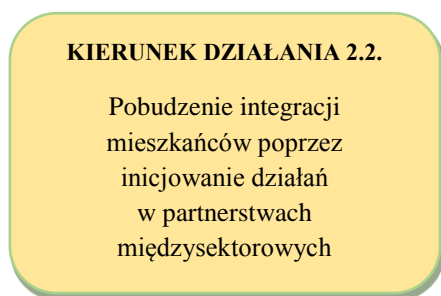 KIERUNEK DZIAŁANIA 2.2.
Pobudzenie integracji
mieszkańców poprzez
inicjowanie działań
w partnerstwach
międzysektorowych